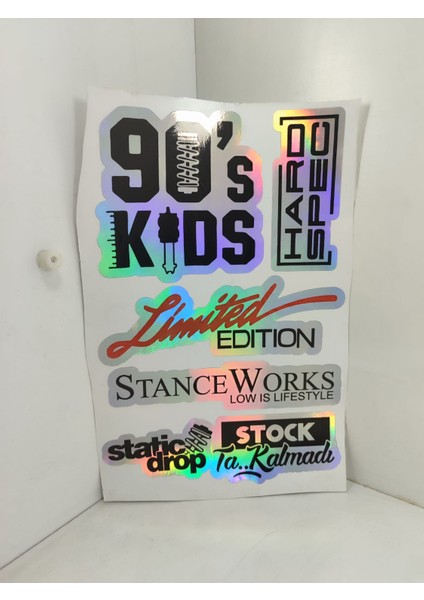 90's
KIDS
HARD
SPEC
Limited
EDITION
STANCEWORKS
LOW IS LIFESTYLE
static
drop
STOCK
Ta..Kalmadı